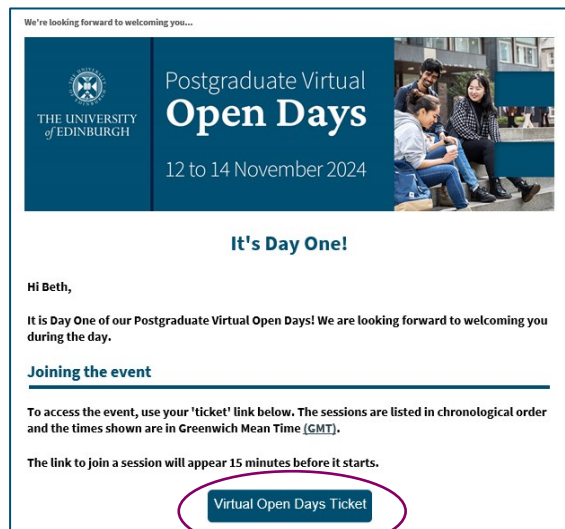 We're looking forward to welcoming you...
THE UNIVERSITY
of EDINBURGH
Postgraduate Virtual
Open Days
12 to 14 November 2024
It's Day One!
Hi Beth,
It is Day One of our Postgraduate Virtual Open Days! We are looking forward to welcoming you
during the day.
Joining the event
To access the event, use your 'ticket' link below. The sessions are listed in chronological order
and the times shown are in Greenwich Mean Time (GMT).
The link to join a session will appear 15 minutes before it starts.
Virtual Open Days Ticket